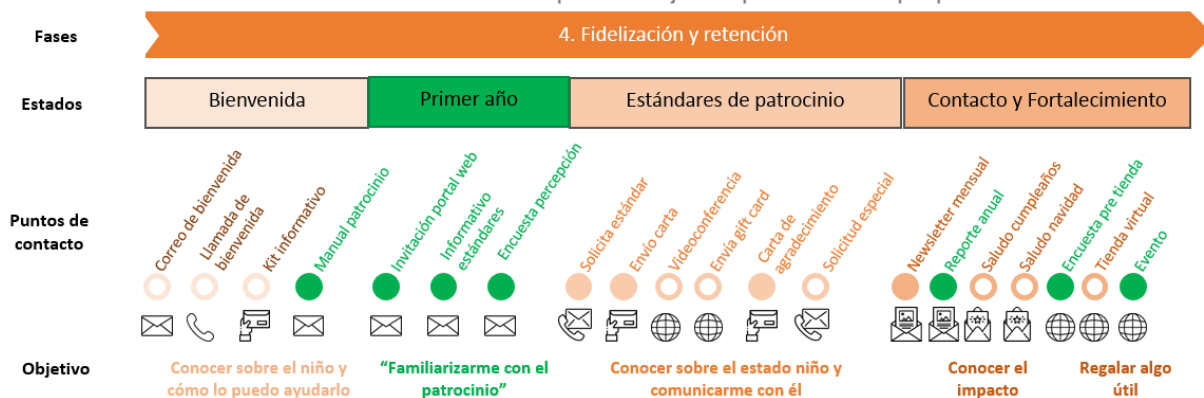 Fases
4. Fidelización y retención
Estados
Bienvenida
Primer año
Estándares de patrocinio
Contacto y Fortalecimiento
Puntos de
contacto
Correo de bienvenida
Llamada de
bienvenida
Kit informativo
Manual patrocinio
Invitación portal web
Informativo
estándares
Encuesta percepción
Solicita estándar
Envío carta
Videoconferencia
Envía gift card
Carta de
agradecimiento
Solicitud especial
Newsletter mensual
Reporte anual
Saludo cumpleaños
Saludo navidad
Encuesta pre tienda
Tienda virtual
Evento
Objetivo
Conocer sobre el niño y
cómo lo puedo ayudarlo
“Familiarizarme con el
patrocinio”
Conocer sobre el estado niño y
comunicarme con él
Conocer el
impacto
Regalar algo
útil